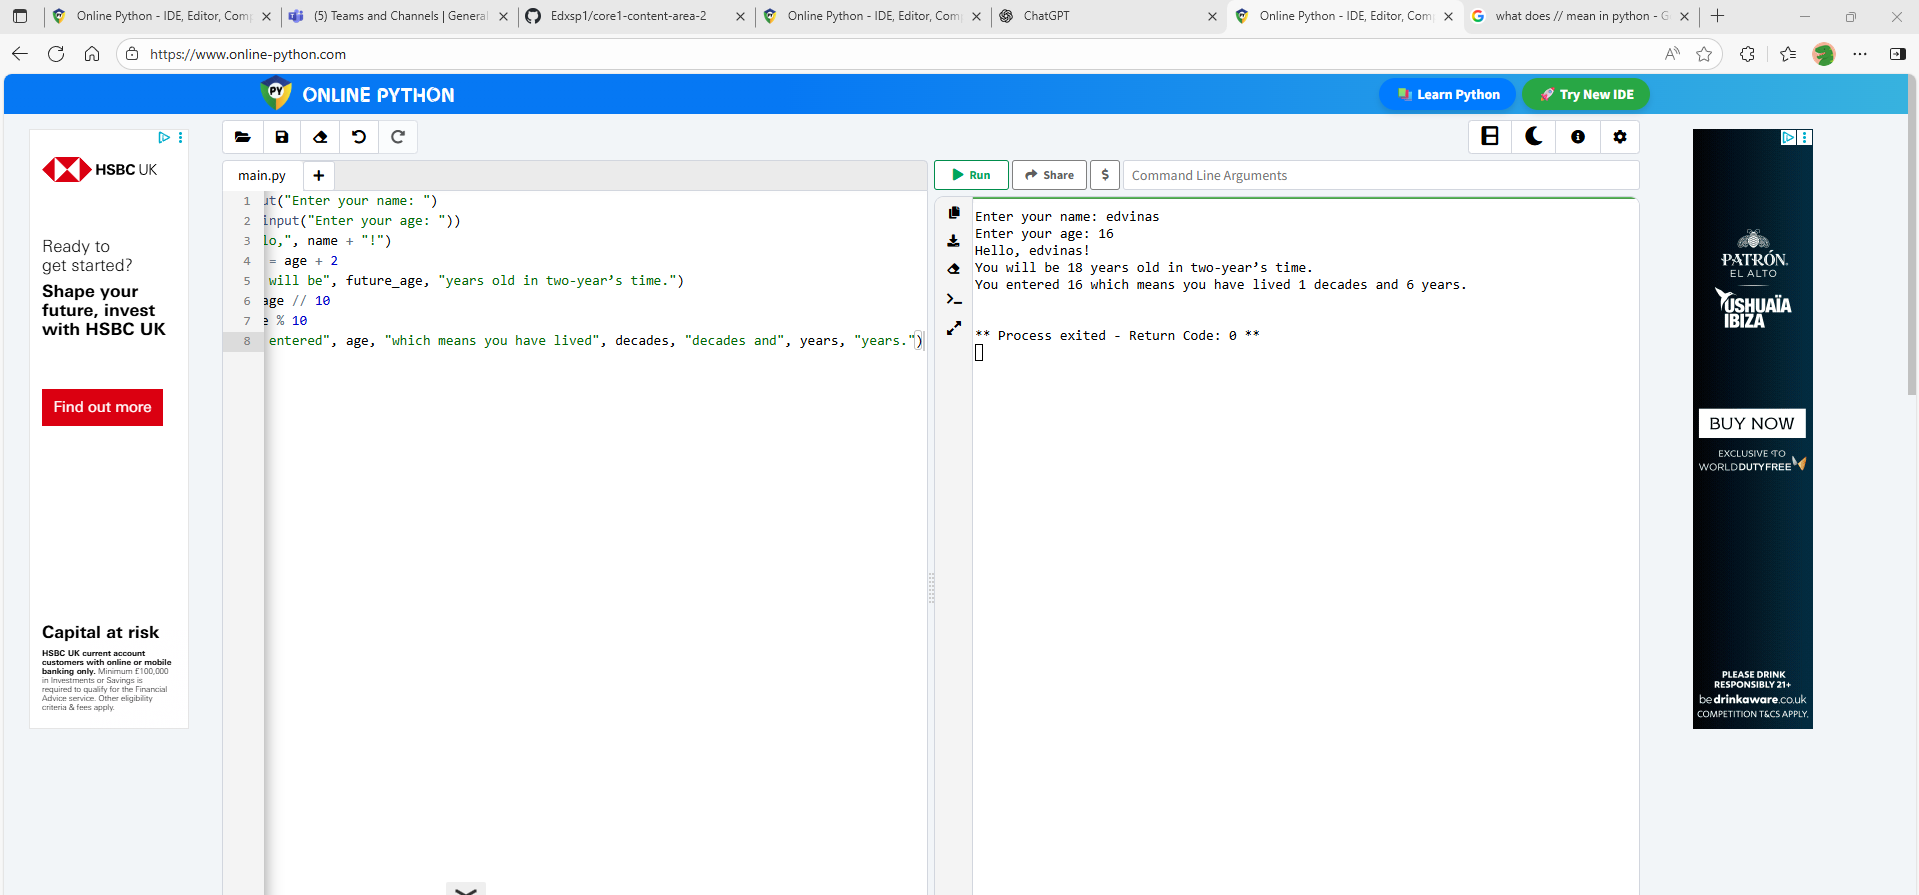 Online Python - IDE, Editor, Com
(5) Teams and Channels | General
Edxsp1/core1-content-area-2
Online Python - IDE, Editor, Com
ChatGPT
Online Python - IDE, Editor, Com
what does // mean in python - G
https://www.online-python.com
PY
ONLINE PYTHON
Learn Python
Try New IDE
main.py
+
Run
Share
$
Command Line Arguments
1 ut("Enter your name: ")
2 input("Enter your age: "))
3 lo,", name + "!")
4 = age + 2
5 will be", future_age, "years old in two-year’s time.")
6 age // 10
7 e % 10
8 entered", age, "which means you have lived", decades, "decades and", years, "years.")
Enter your name: edvinas
Enter your age: 16
Hello, edvinas!
You will be 18 years old in two-year’s time.
You entered 16 which means you have lived 1 decades and 6 years.
** Process exited - Return Code: 0 **
HSBC UK
Ready to
get started?
Shape your
future, invest
with HSBC UK
Find out more
Capital at risk
HSBC UK current account
customers with online or mobile
banking only. Minimum £100,000
in Investments or Savings is
required to qualify for the Financial
Advice service. Other eligibility
criteria & fees apply.
PATRÓN.
EL ALTO
USHUAÏA
IBIZA
BUY NOW
EXCLUSIVE TO
WORLDDUTYFREE
PLEASE DRINK
RESPONSIBLY 21+
bedrinkaware.co.uk
COMPETITION T&CS APPLY.